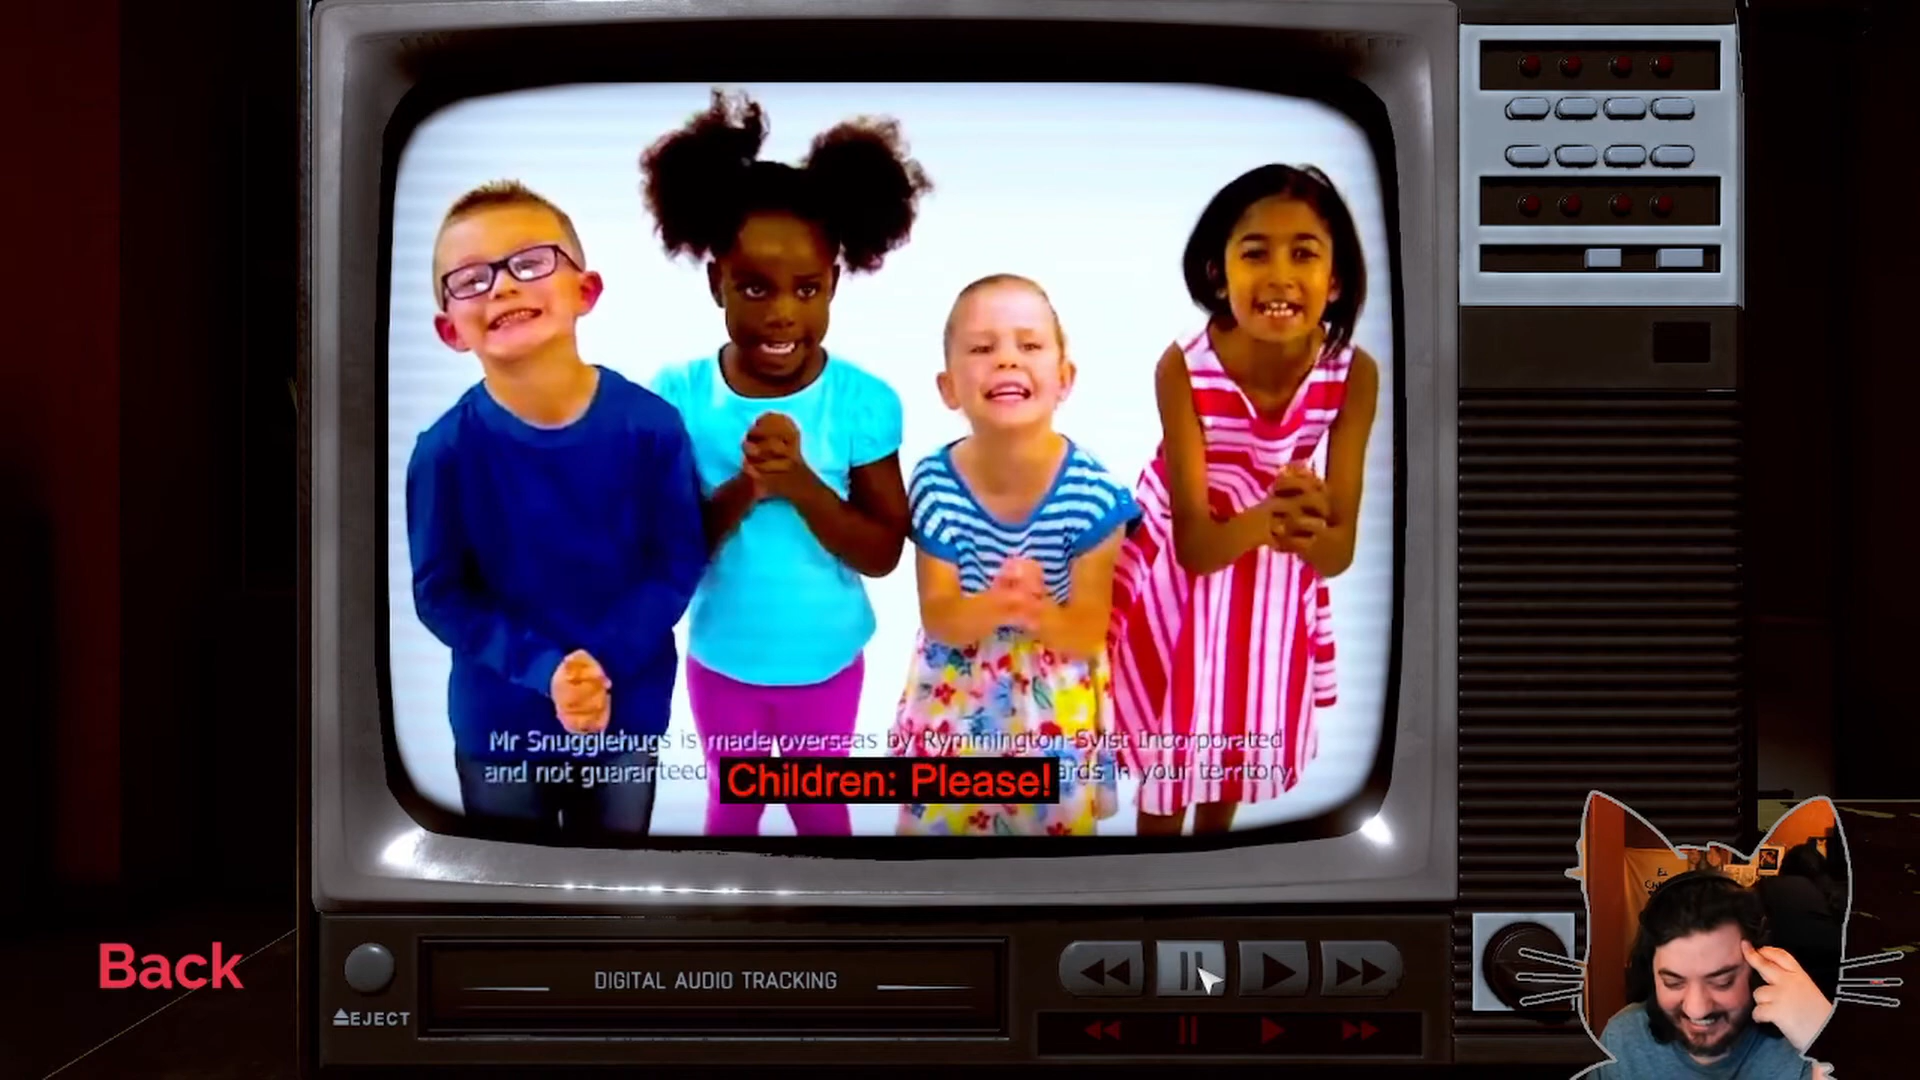 Mr Snugglehugs is made overseas by Rymmington-Svist Incorporated
and not guaranteed ards in your territory.
Children: Please!
Back
DIGITAL AUDIO TRACKING
EJECT